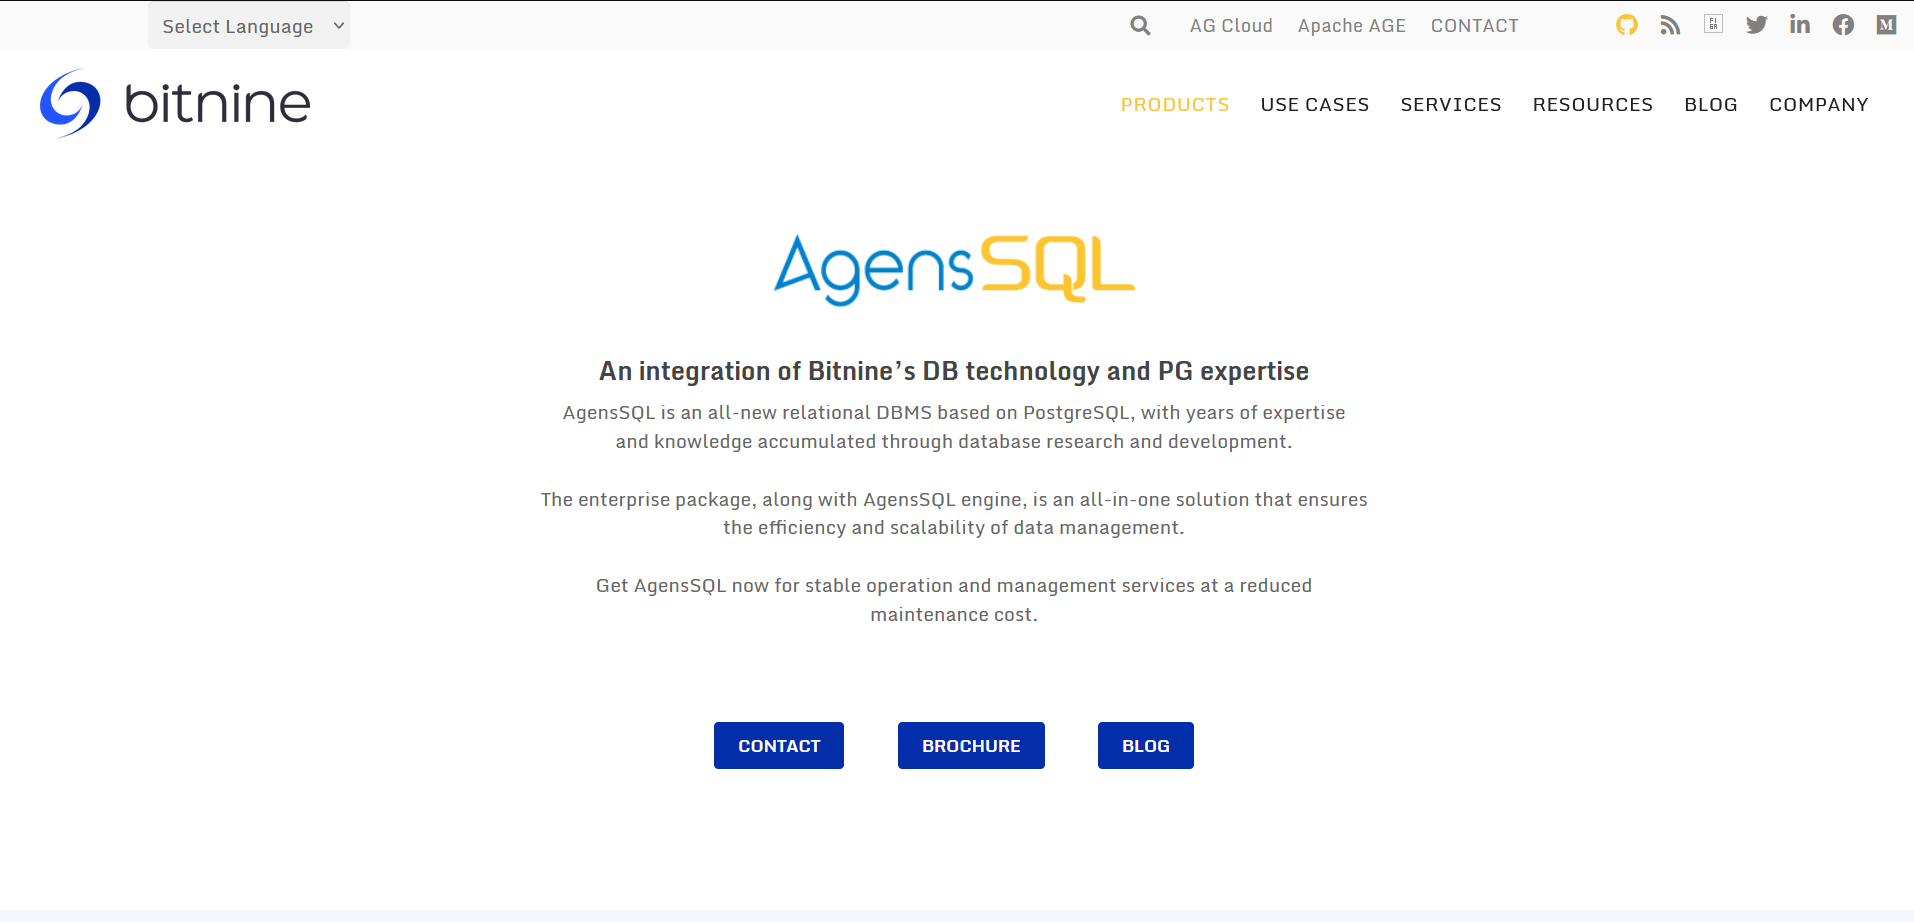 Select Language
AG Cloud Apache AGE CONTACT
bitnine
PRODUCTS USE CASES SERVICES RESOURCES BLOG COMPANY
AgensSQL
An integration of Bitnine’s DB technology and PG expertise
AgensSQL is an all-new relational DBMS based on PostgreSQL, with years of expertise
and knowledge accumulated through database research and development.
The enterprise package, along with AgensSQL engine, is an all-in-one solution that ensures
the efficiency and scalability of data management.
Get AgensSQL now for stable operation and management services at a reduced
maintenance cost.
CONTACT BROCHURE BLOG